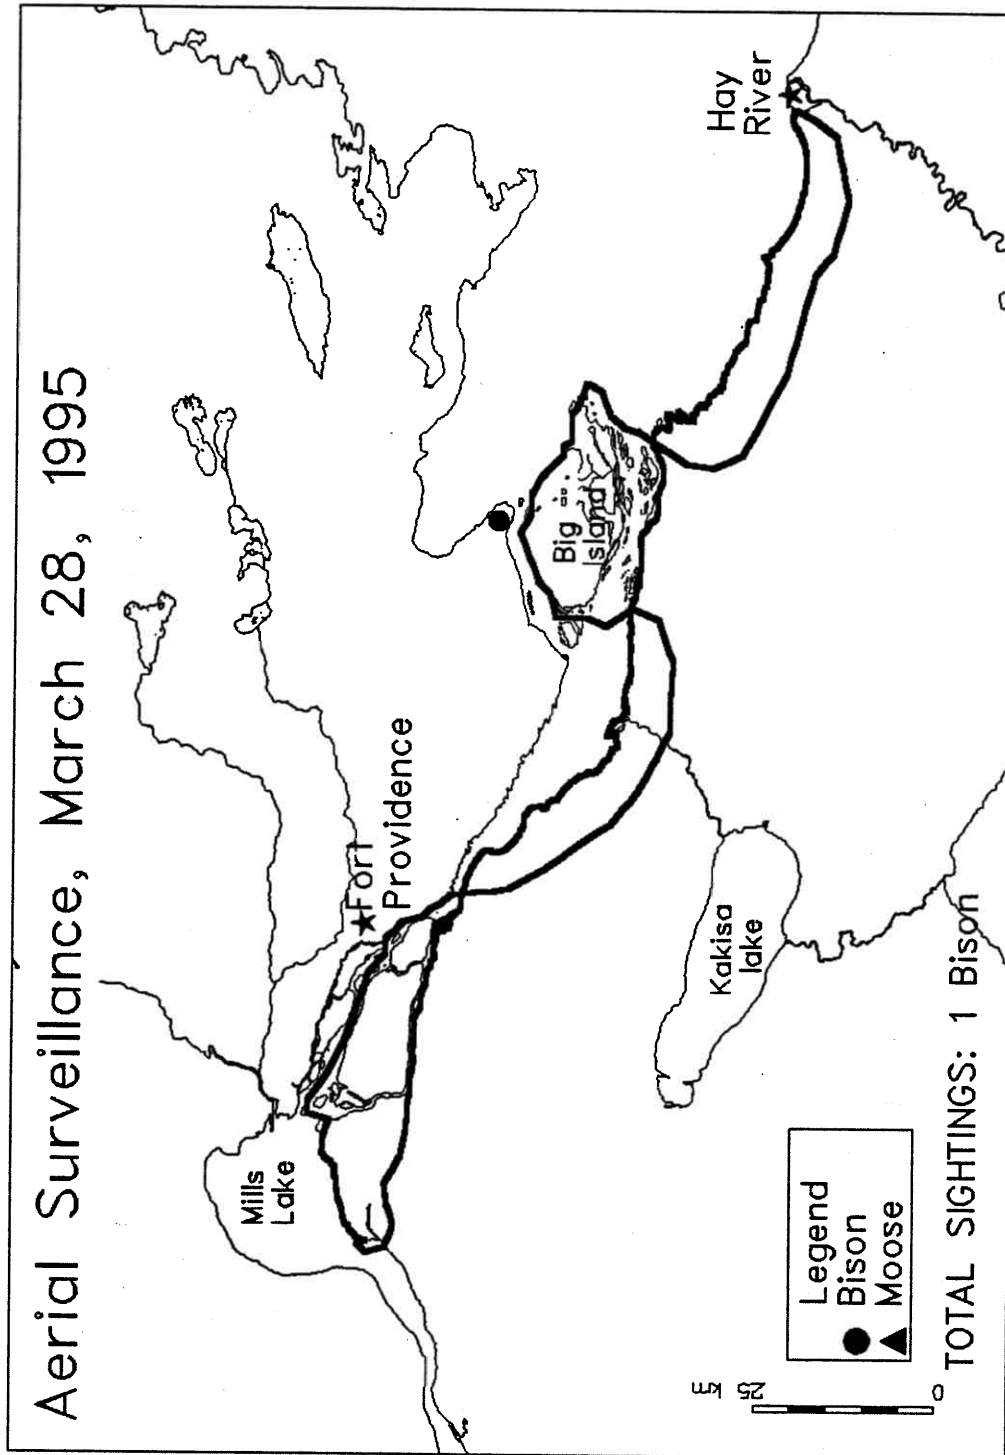 Aerial Surveillance, March 28, 1995
Mills
Lake
Fort
Providence
Big
Island
Hay
River
Kakisa
lake
Legend
Bison
Moose
25 km
0
TOTAL SIGHTINGS: 1 Bison